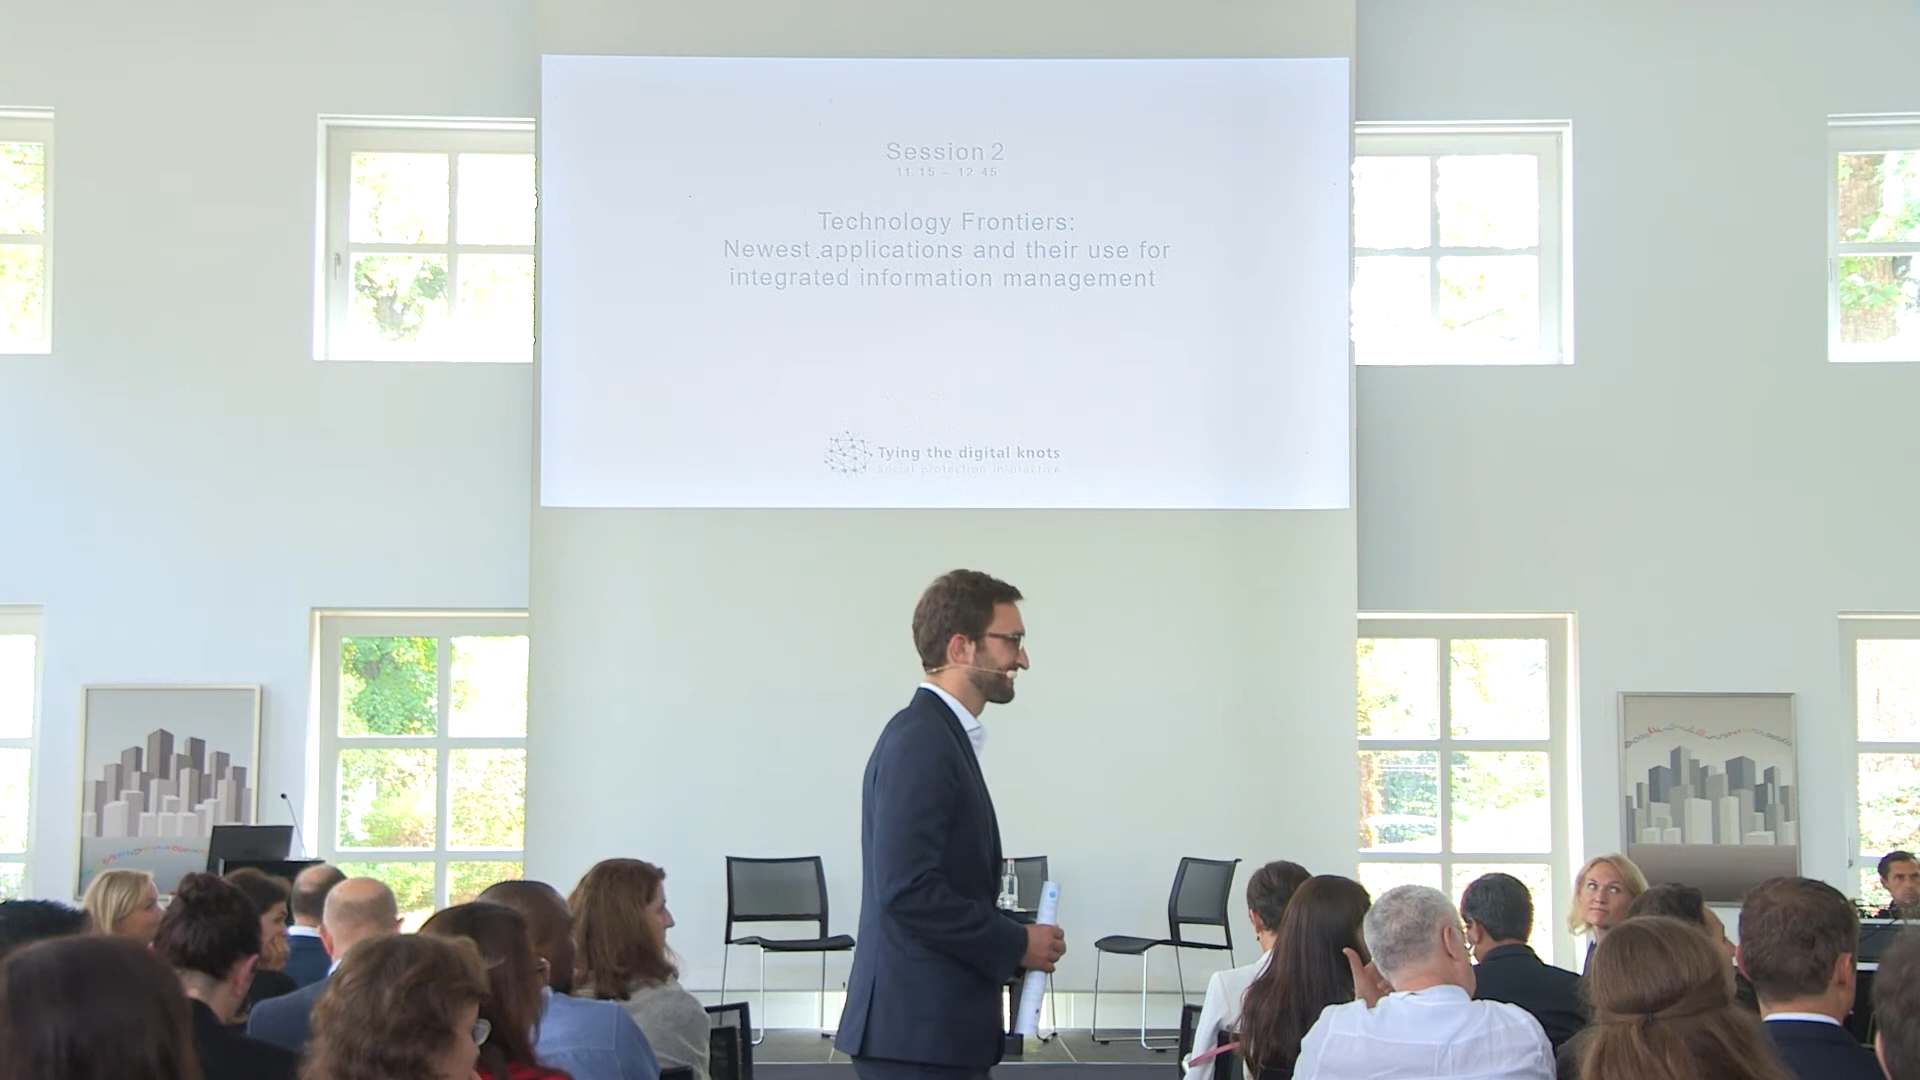 Session 2
11.15 – 12.45
Technology Frontiers:
Newest applications and their use for
integrated information management
Tying the digital knots
Social protection in practice